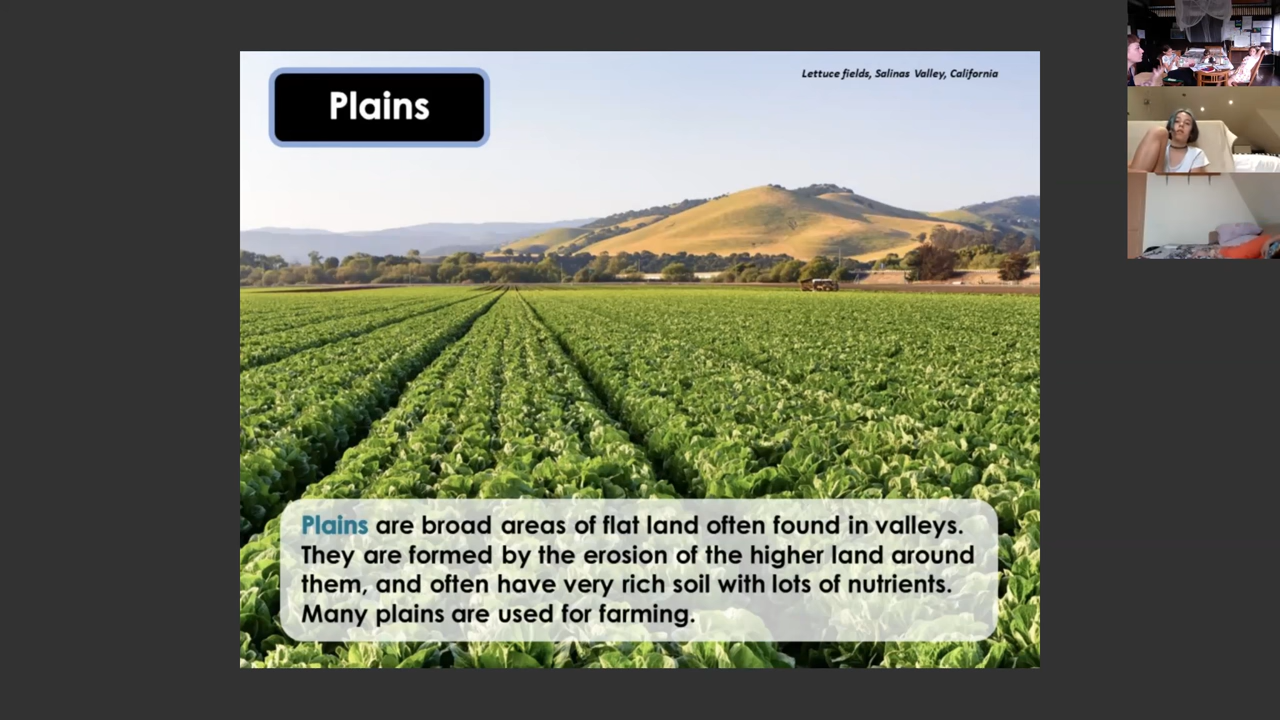 Lettuce fields, Salinas Valley, California
Plains
Plains are broad areas of flat land often found in valleys.
They are formed by the erosion of the higher land around
them, and often have very rich soil with lots of nutrients.
Many plains are used for farming.